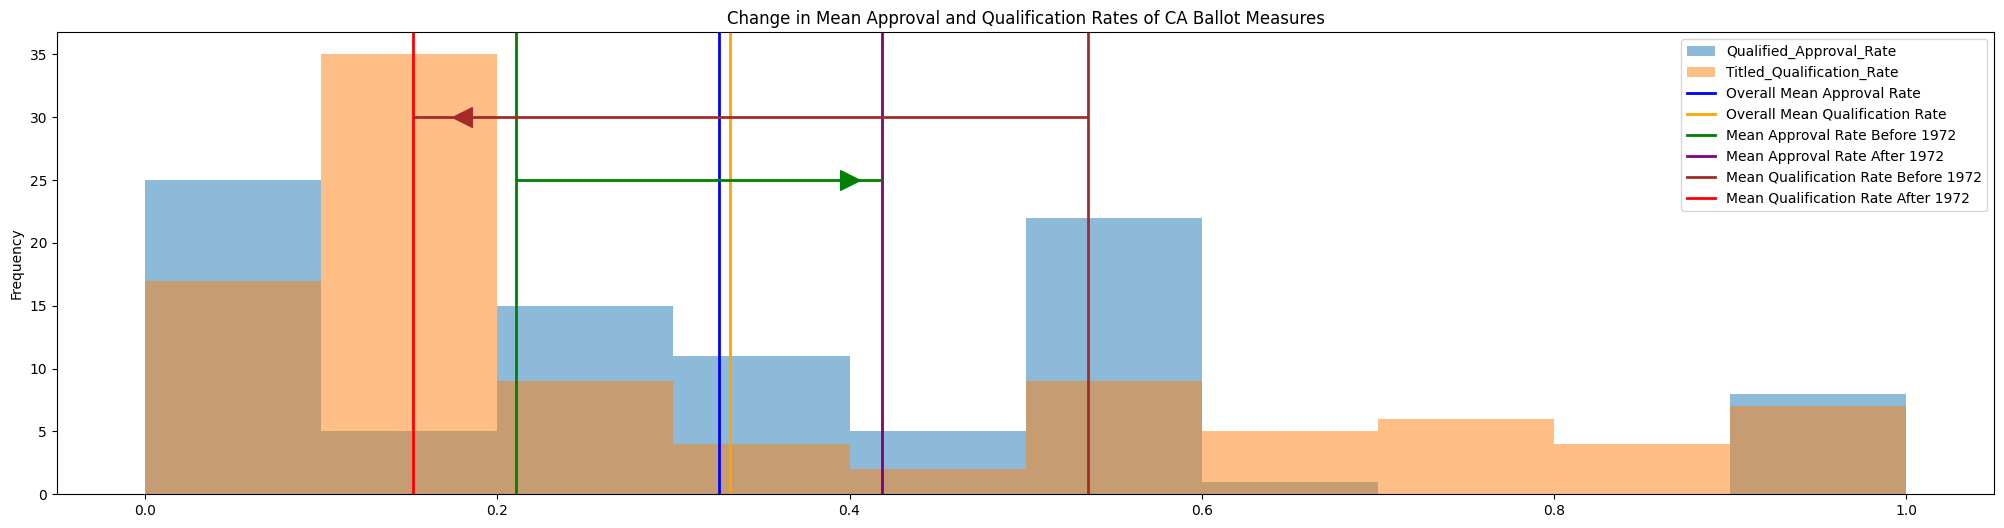 Change in Mean Approval and Qualification Rates of CA Ballot Measures
Qualified_Approval_Rate
Titled_Qualification_Rate
Overall Mean Approval Rate
Overall Mean Qualification Rate
Mean Approval Rate Before 1972
Mean Approval Rate After 1972
Mean Qualification Rate Before 1972
Mean Qualification Rate After 1972
Frequency
35
30
25
20
15
10
5
0
0.0 0.2 0.4 0.6 0.8 1.0